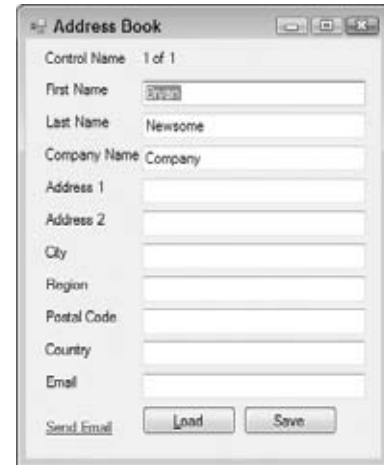 Address Book
Control Name 1 of 1
First Name Bryan
Last Name Newsome
Company Name Company
Address 1
Address 2
City
Region
Postal Code
Country
Email
Send Email Load Save